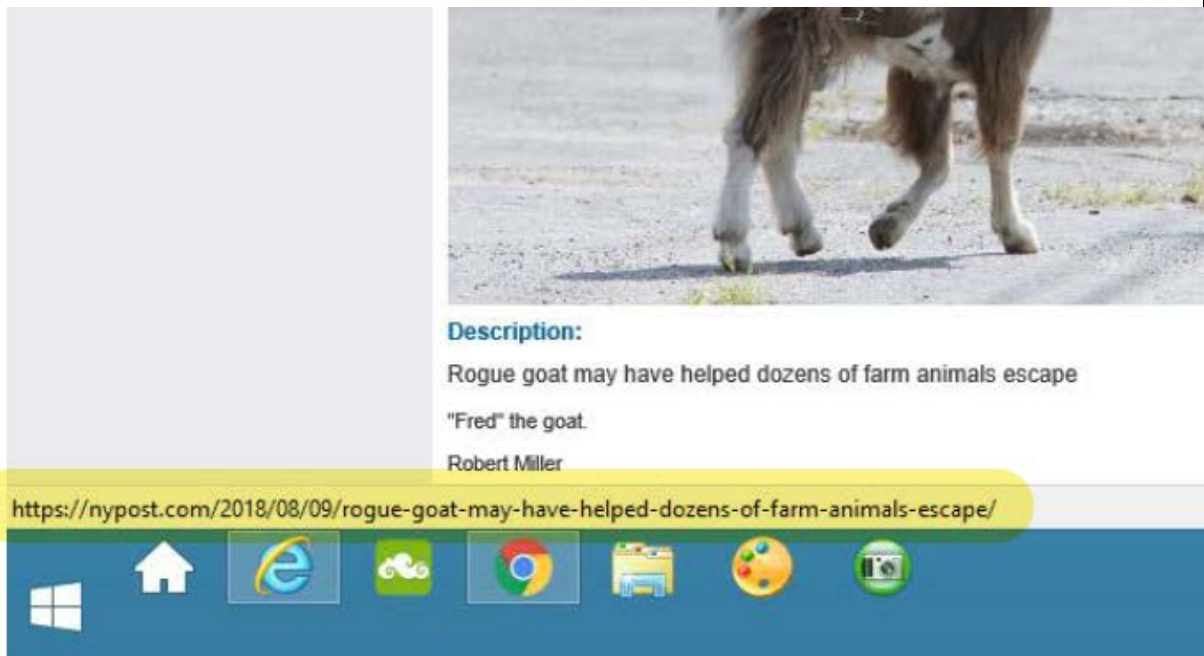 Description:
Rogue goat may have helped dozens of farm animals escape
"Fred" the goat.
Robert Miller
https://nypost.com/2018/08/09/rogue-goat-may-have-helped-dozens-of-farm-animals-escape/